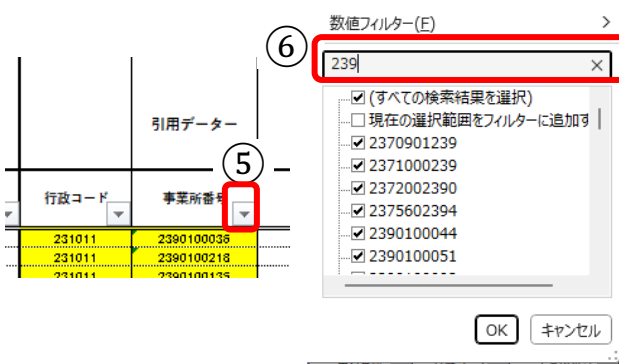 引用データー
⑤
行政コード
事業所番号
231011
2390100036
231011
2390100218
231011
2390100135
⑥
数値フィルター(F)
239
(すべての検索結果を選択)
現在の選択範囲をフィルターに追加す
2370901239
2371000239
2372002390
2375602394
2390100044
2390100051
OK
キャンセル